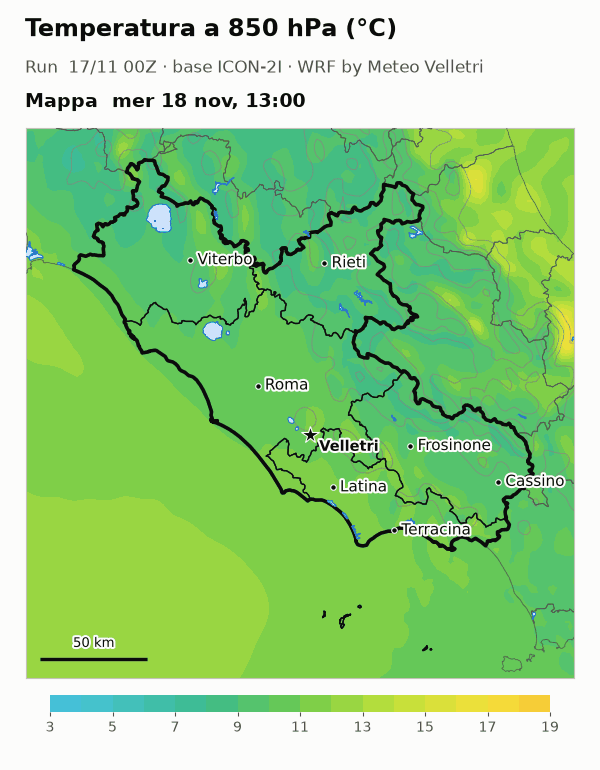 Temperatura a 850 hPa (°C)
Run  17/11 00Z · base ICON-2I · WRF by Meteo Velletri
Mappa  mer 18 nov, 13:00
Viterbo
Rieti
Roma
Velletri
Frosinone
Cassino
Latina
Terracina
50 km
3 5 7 9 11 13 15 17 19